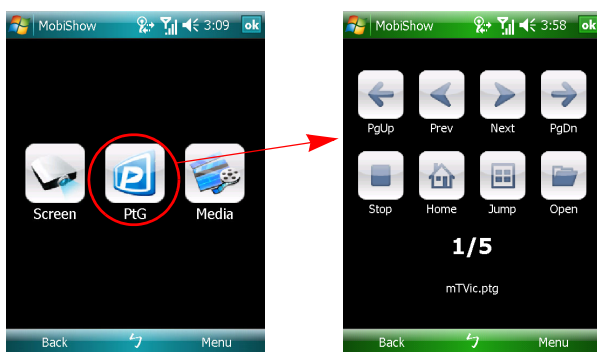 MobiShow 3:09 ok
Screen PtG Media
Back Menu
MobiShow 3:58 ok
PgUp Prev Next PgDn
Stop Home Jump Open
1/5
mTVic.ptg
Back Menu